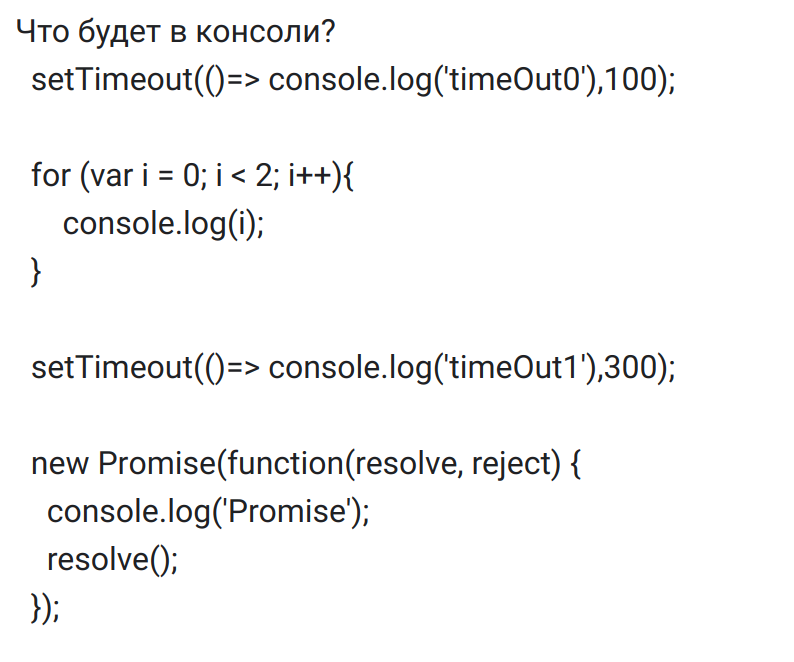 Что будет в консоли?
setTimeout(()=> console.log('timeOut0'),100);
for (var i = 0; i < 2; i++){
console.log(i);
}
setTimeout(()=> console.log('timeOut1'),300);
new Promise(function(resolve, reject) {
console.log('Promise');
resolve();
});